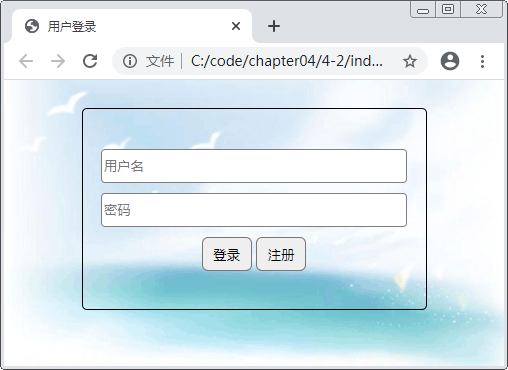 用户登录
文件 C:/code/chapter04/4-2/ind...
用户名
密码
登录 注册